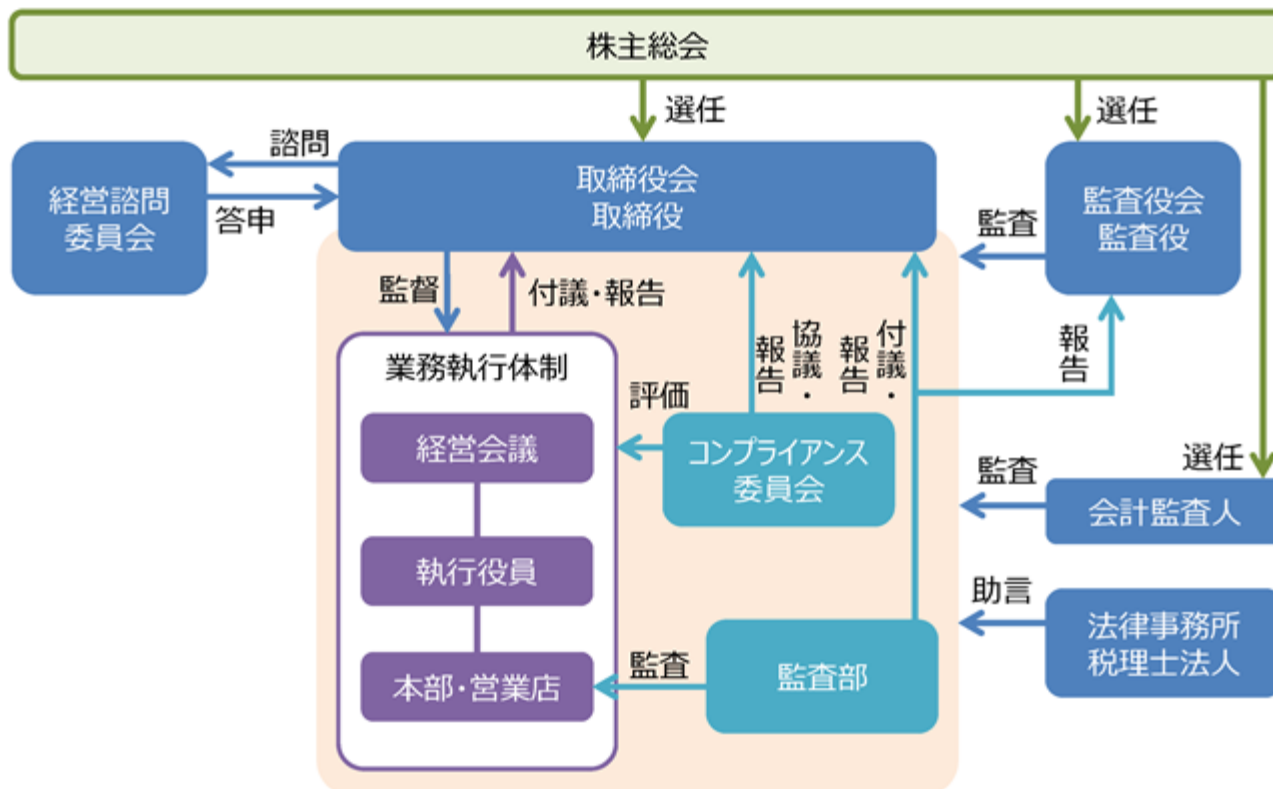 株主総会
選任
選任
諮問
経営諮問
委員会
答申
取締役会
取締役
監査
監査役会
監査役
監督
付議・報告
協議・
報告
付議・
報告
報告
業務執行体制
評価
経営会議
コンプライアンス
委員会
選任
監査
会計監査人
執行役員
助言
法律事務所
税理士法人
本部・営業店
監査
監査部